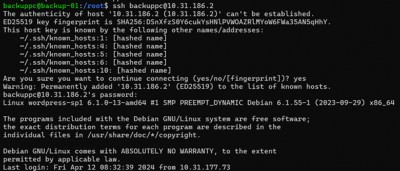 backuppc@backup-01:/root$ ssh backuppc@10.31.186.2
The authenticity of host '10.31.186.2 (10.31.186.2)' can't be established.
ED25519 key fingerprint is
This host key is known by the following other names/addresses:
~/.ssh/known_hosts:1: [hashed name]
~/.ssh/known_hosts:4: [hashed name]
~/.ssh/known_hosts:5: [hashed name]
~/.ssh/known_hosts:6: [hashed name]
~/.ssh/known_hosts:10: [hashed name]
Are you sure you want to continue connecting (yes/no/[fingerprint])? yes
Warning: Permanently added '10.31.186.2' (ED25519) to the list of known hosts.
backuppc@10.31.186.2's password:
Linux wordpress-spl 6.1.0-13-amd64 #1 SMP PREEMPT_DYNAMIC Debian 6.1.55-1 (2023-09-29) x86_64
The programs included with the Debian GNU/Linux system are free software;
the exact distribution terms for each program are described in the
individual files in /usr/share/doc/*/copyright.
Debian GNU/Linux comes with ABSOLUTELY NO WARRANTY, to the extent
permitted by applicable law.
Last login: Fri Apr 12 08:32:39 2024 from 10.31.177.73